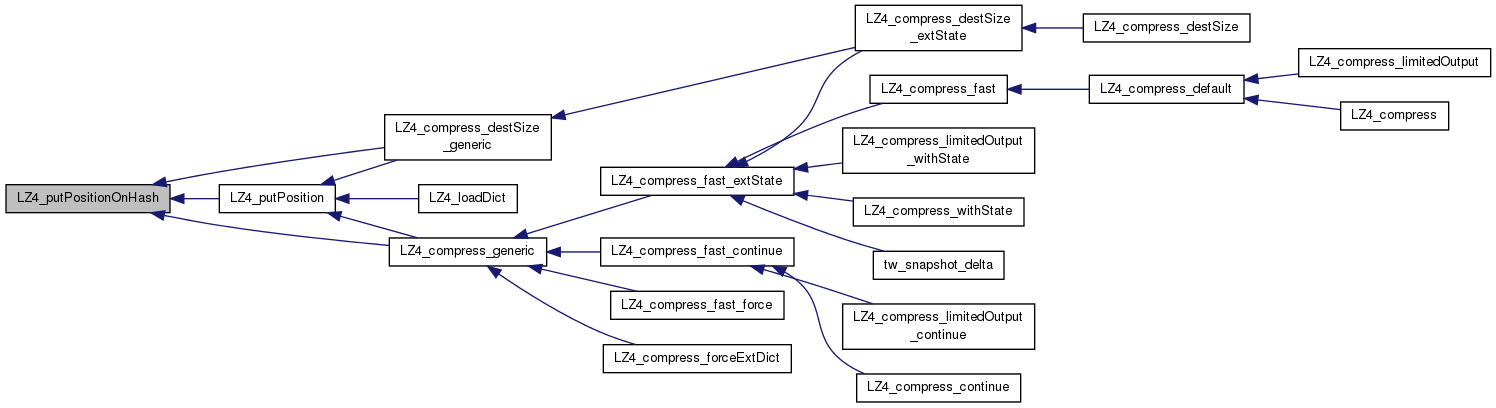 LZ4_putPositionOnHash
LZ4_putPosition
LZ4_compress_destSize
_generic
LZ4_loadDict
LZ4_compress_generic
LZ4_compress_fast_extState
LZ4_compress_fast_continue
LZ4_compress_fast_force
LZ4_compress_forceExtDict
LZ4_compress_destSize
_extState
LZ4_compress_fast
LZ4_compress_limitedOutput
_withState
LZ4_compress_withState
tw_snapshot_delta
LZ4_compress_limitedOutput
_continue
LZ4_compress_continue
LZ4_compress_destSize
LZ4_compress_default
LZ4_compress_limitedOutput
LZ4_compress